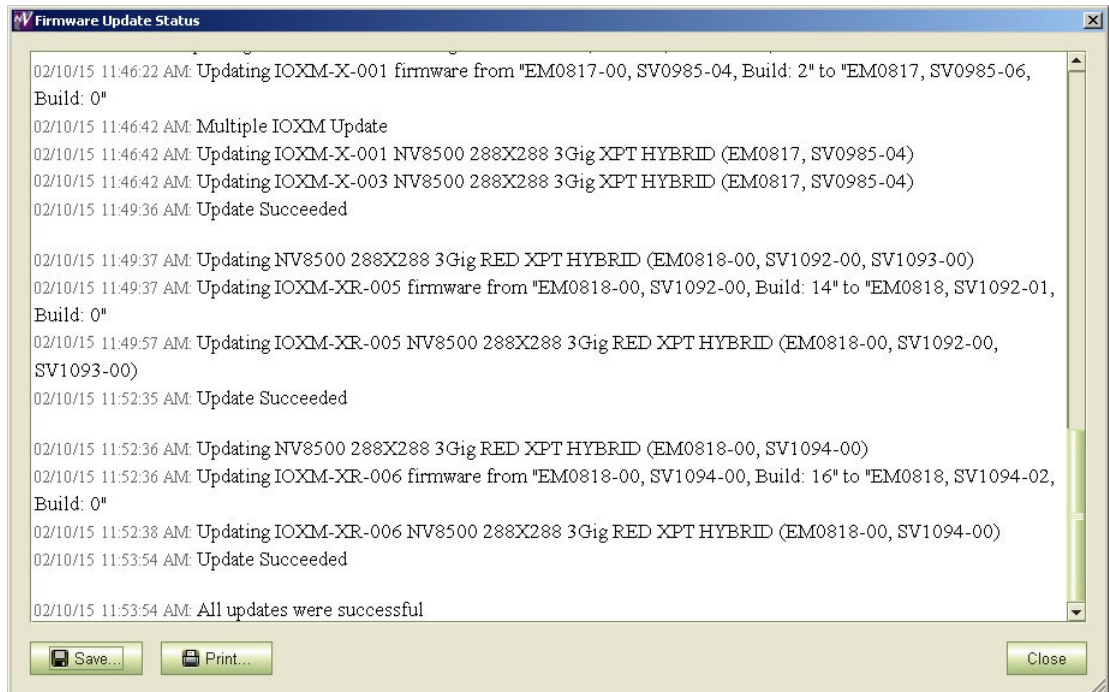 Firmware Update Status
02/10/15 11:46:22 AM: Updating IOXM-X-001 firmware from "EM0817-00, SV0985-04, Build: 2" to "EM0817, SV0985-06,
Build: 0"
02/10/15 11:46:42 AM: Multiple IOXM Update
02/10/15 11:46:42 AM: Updating IOXM-X-001 NV8500 288X288 3Gig XPT HYBRID (EM0817, SV0985-04)
02/10/15 11:46:42 AM: Updating IOXM-X-003 NV8500 288X288 3Gig XPT HYBRID (EM0817, SV0985-04)
02/10/15 11:49:36 AM: Update Succeeded
02/10/15 11:49:37 AM: Updating NV8500 288X288 3Gig RED XPT HYBRID (EM0818-00, SV1092-00, SV1093-00)
02/10/15 11:49:37 AM: Updating IOXM-XR-005 firmware from "EM0818-00, SV1092-00, Build: 14" to "EM0818, SV1092-01,
Build: 0"
02/10/15 11:49:57 AM: Updating IOXM-XR-005 NV8500 288X288 3Gig RED XPT HYBRID (EM0818-00, SV1092-00,
SV1093-00)
02/10/15 11:52:35 AM: Update Succeeded
02/10/15 11:52:36 AM: Updating NV8500 288X288 3Gig RED XPT HYBRID (EM0818-00, SV1094-00)
02/10/15 11:52:36 AM: Updating IOXM-XR-006 firmware from "EM0818-00, SV1094-00, Build: 16" to "EM0818, SV1094-02,
Build: 0"
02/10/15 11:52:38 AM: Updating IOXM-XR-006 NV8500 288X288 3Gig RED XPT HYBRID (EM0818-00, SV1094-00)
02/10/15 11:53:54 AM: Update Succeeded
02/10/15 11:53:54 AM: All updates were successful
Save... Print... Close